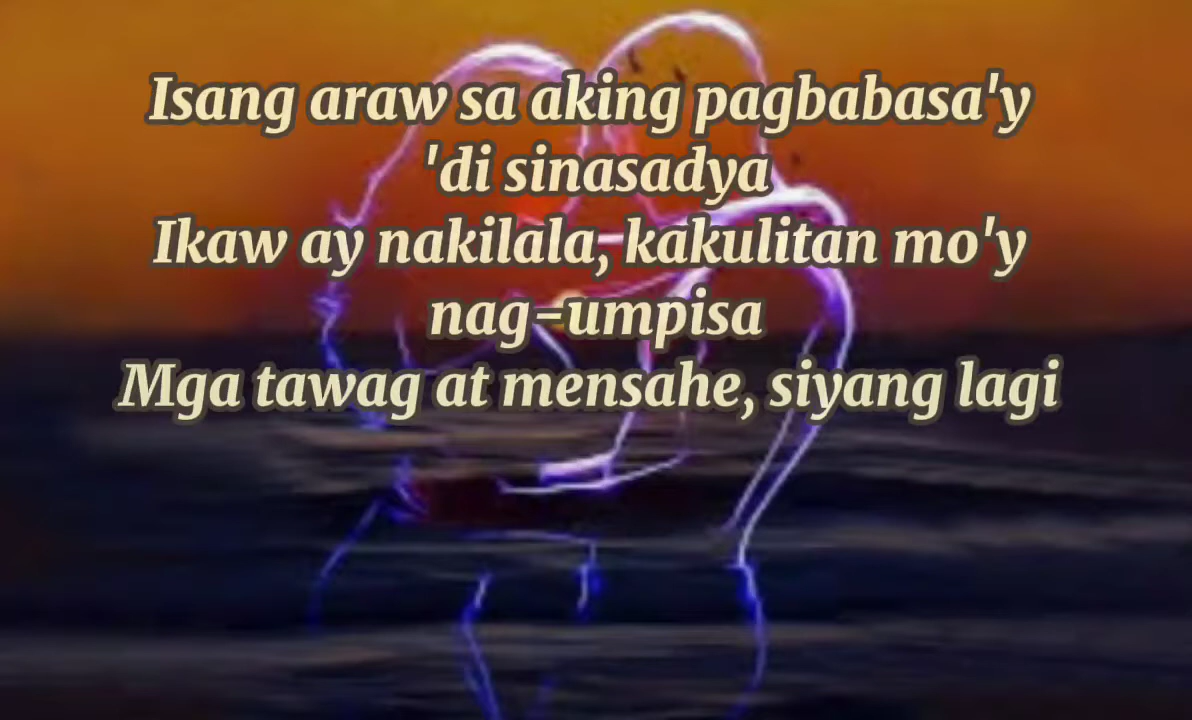 Isang araw sa aking pagbabasa'y
'di sinasadya
Ikaw ay nakilala, kakulitan mo'y
nag-umpisa
Mga tawag at mensahe, siyang lagi